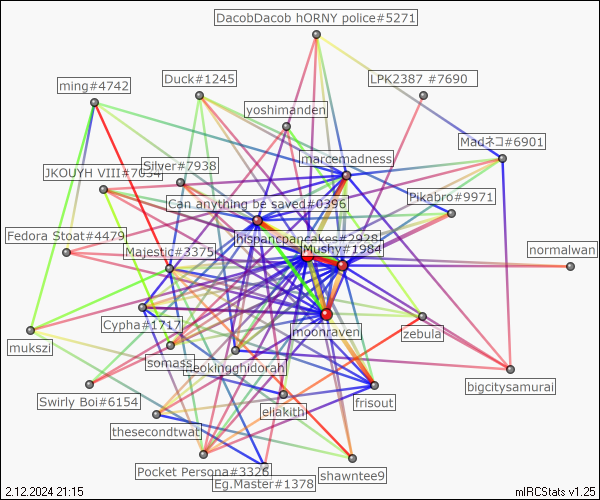 DacobDacob hORNY police#5271
Duck#1245
LPK2387 #7690
ming#4742
yoshimanden
Madネコ#6901
marcemadness
Silver#7938
JKOUYH VIII#7034
Pikabro#9971
Can anything be saved#0396
Fedora Stoat#4479
hispancpancakes#2928
Mushy#1984
Majestic#3375
normalwan
Cypha#1717
moonraven
zebula
mukszi
somass
neokingghidorah
bigcitysamurai
Swirly Boi#6154
frisout
eliakith
thesecondtwat
Pocket Persona#3328
shawntee9
Eg.Master#1378
2.12.2024 21:15
mIRCStats v1.25